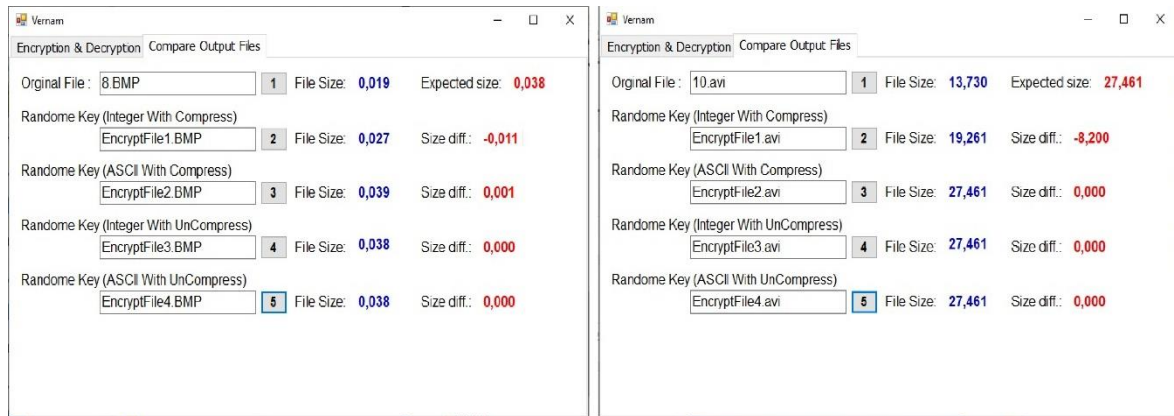 Vernam
Encryption & Decryption Compare Output Files
Orginal File : 8.BMP 1 File Size: 0,019 Expected size: 0,038
Randome Key (Integer With Compress)
EncryptFile1.BMP 2 File Size: 0,027 Size diff.: -0,011
Randome Key (ASCII With Compress)
EncryptFile2.BMP 3 File Size: 0,039 Size diff.: 0,001
Randome Key (Integer With UnCompress)
EncryptFile3.BMP 4 File Size: 0,038 Size diff.: 0,000
Randome Key (ASCII With UnCompress)
EncryptFile4.BMP 5 File Size: 0,038 Size diff.: 0,000
Vernam
Encryption & Decryption Compare Output Files
Orginal File : 10.avi 1 File Size: 13,730 Expected size: 27,461
Randome Key (Integer With Compress)
EncryptFile1.avi 2 File Size: 19,261 Size diff.: -8,200
Randome Key (ASCII With Compress)
EncryptFile2.avi 3 File Size: 27,461 Size diff.: 0,000
Randome Key (Integer With UnCompress)
EncryptFile3.avi 4 File Size: 27,461 Size diff.: 0,000
Randome Key (ASCII With UnCompress)
EncryptFile4.avi 5 File Size: 27,461 Size diff.: 0,000